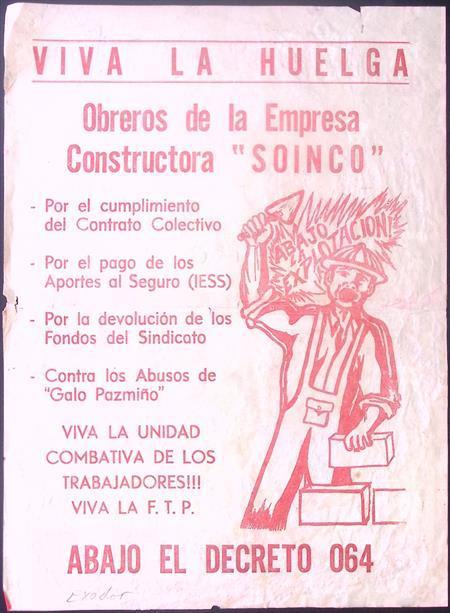 VIVA LA HUELGA
Obreros de la Empresa
Constructora "SOINCO"
- Por el cumplimiento
del Contrato Colectivo
- Por el pago de los
Aportes al Seguro (IESS)
- Por la devolución de los
Fondos del Sindicato
- Contra los Abusos de
"Galo Pazmiño"
¡ABAJO
LA
EXPLOTACION!
VIVA LA UNIDAD
COMBATIVA DE LOS
TRABAJADORES!!!
VIVA LA F. T. P.
ABAJO EL DECRETO 064